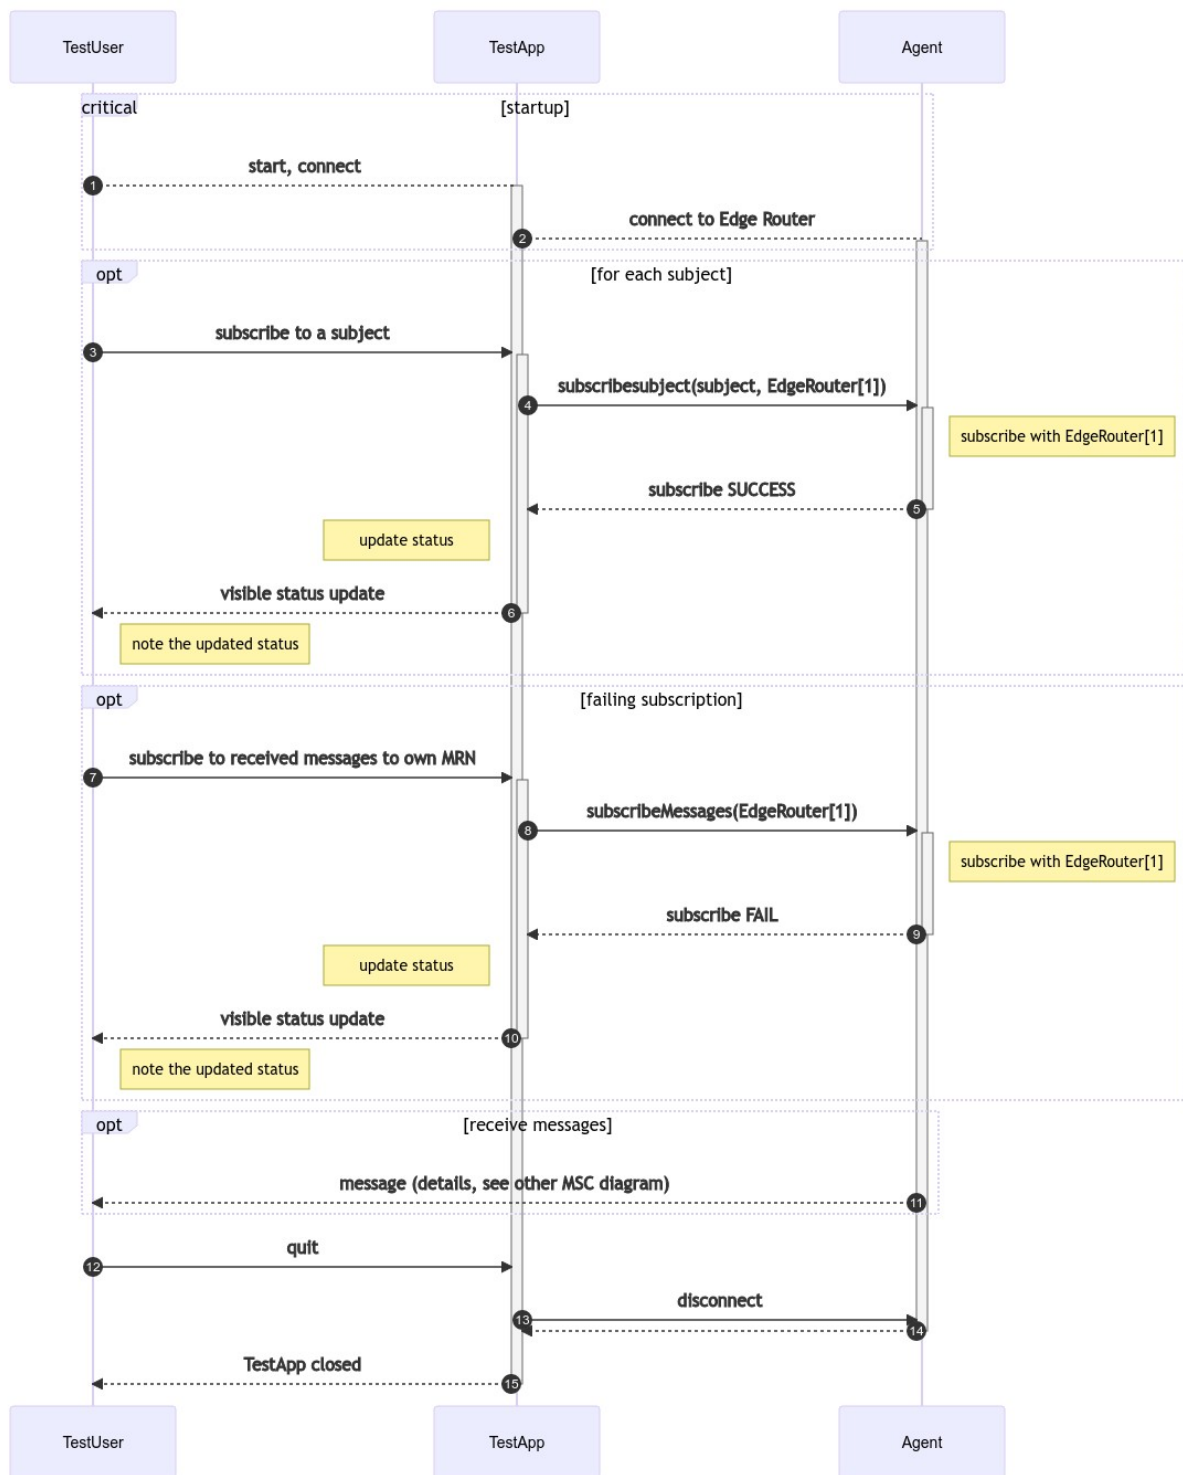 TestUser
TestApp
Agent
critical
[startup]
start, connect
1
connect to Edge Router
2
opt
[for each subject]
subscribe to a subject
3
subscribesubject(subject, EdgeRouter[1])
4
subscribe with EdgeRouter[1]
subscribe SUCCESS
5
update status
visible status update
6
note the updated status
opt
[failing subscription]
subscribe to received messages to own MRN
7
subscribeMessages(EdgeRouter[1])
8
subscribe with EdgeRouter[1]
subscribe FAIL
9
update status
visible status update
10
note the updated status
opt
[receive messages]
message (details, see other MSC diagram)
11
quit
12
disconnect
13
14
TestApp closed
15
TestUser
TestApp
Agent